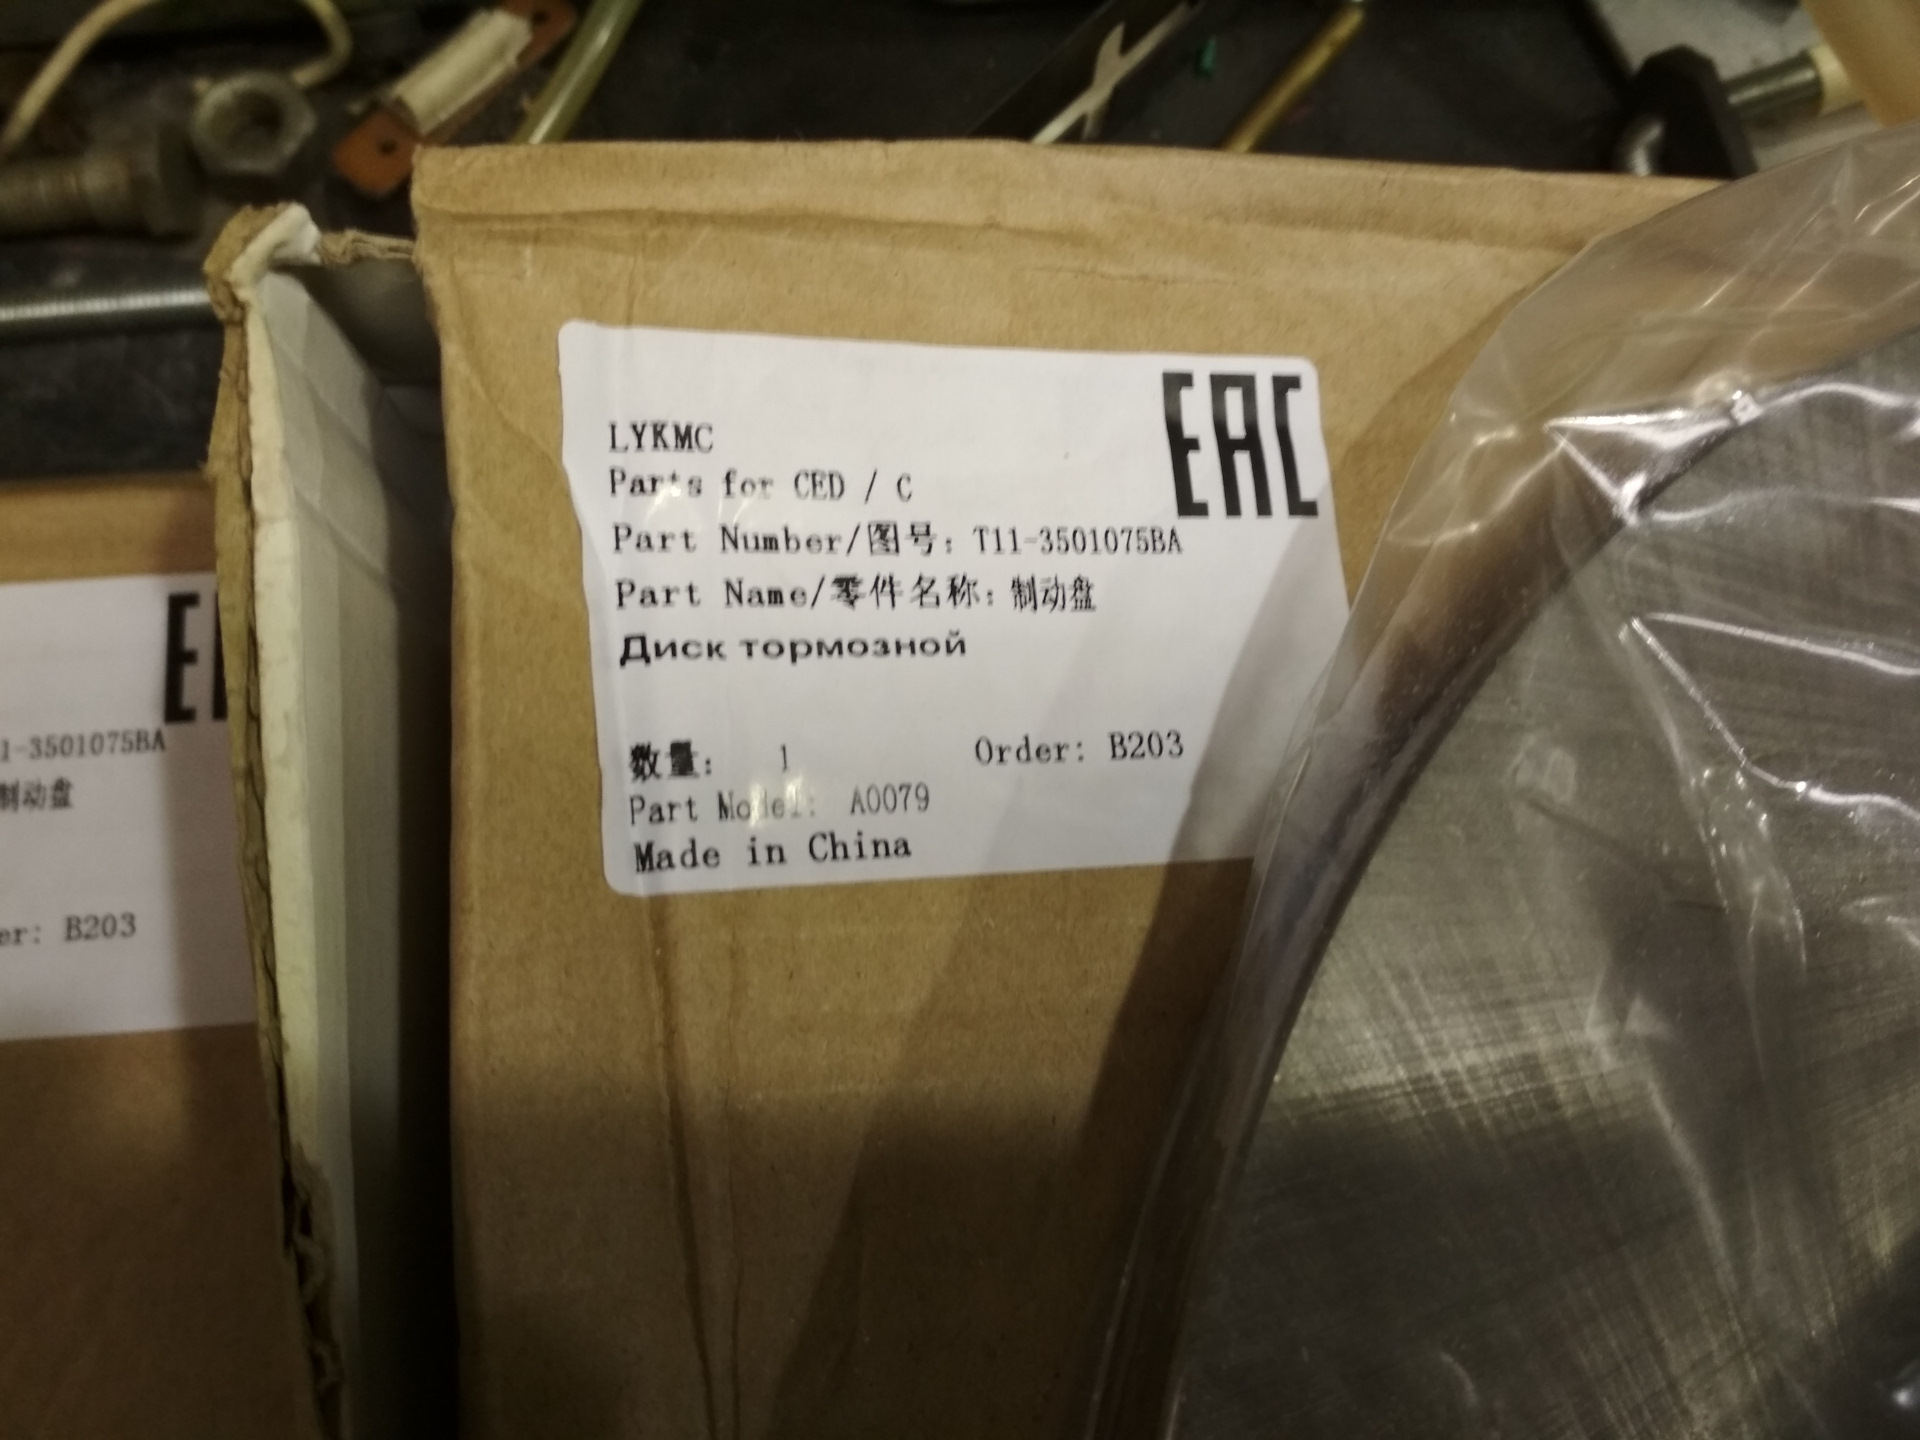 LYKMC
EAC
Parts for CED / C
Part Number/图号: T11-3501075BA
Part Name/零件名称: 制动盘
Диск тормозной
数量: 1 Order: B203
Part Model: A0079
Made in China
1-3501075BA
制动盘
er: B203